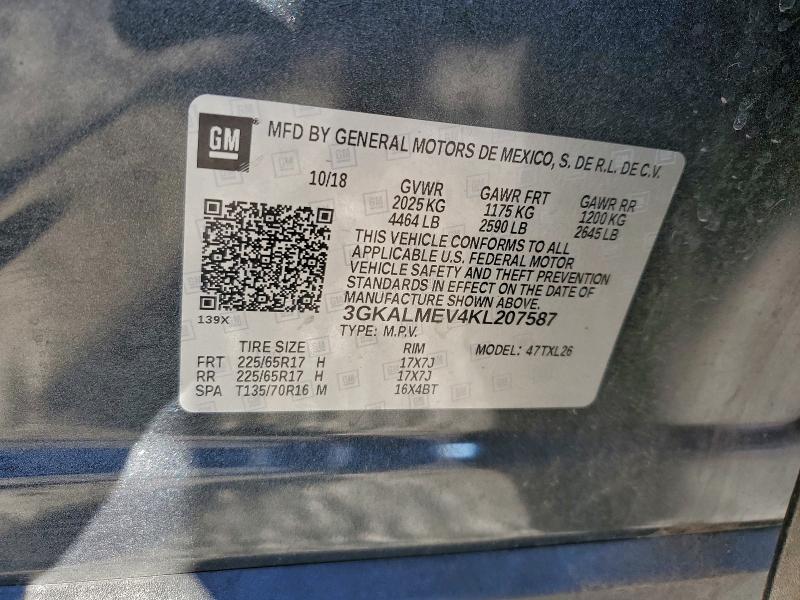 GM
MFD BY GENERAL MOTORS DE MEXICO, S. DE R.L. DE C.V.
10/18 GVWR GAWR FRT GAWR RR
2025 KG 1175 KG 1200 KG
4464 LB 2590 LB 2645 LB
THIS VEHICLE CONFORMS TO ALL
APPLICABLE U.S. FEDERAL MOTOR
VEHICLE SAFETY AND THEFT PREVENTION
STANDARDS IN EFFECT ON THE DATE OF
MANUFACTURE SHOWN ABOVE.
139X 3GKALMEV4KL207587
TYPE: M.P.V.
TIRE SIZE RIM MODEL: 47TXL26
FRT 225/65R17 H 17X7J
RR 225/65R17 H 17X7J
SPA T135/70R16 M 16X4BT